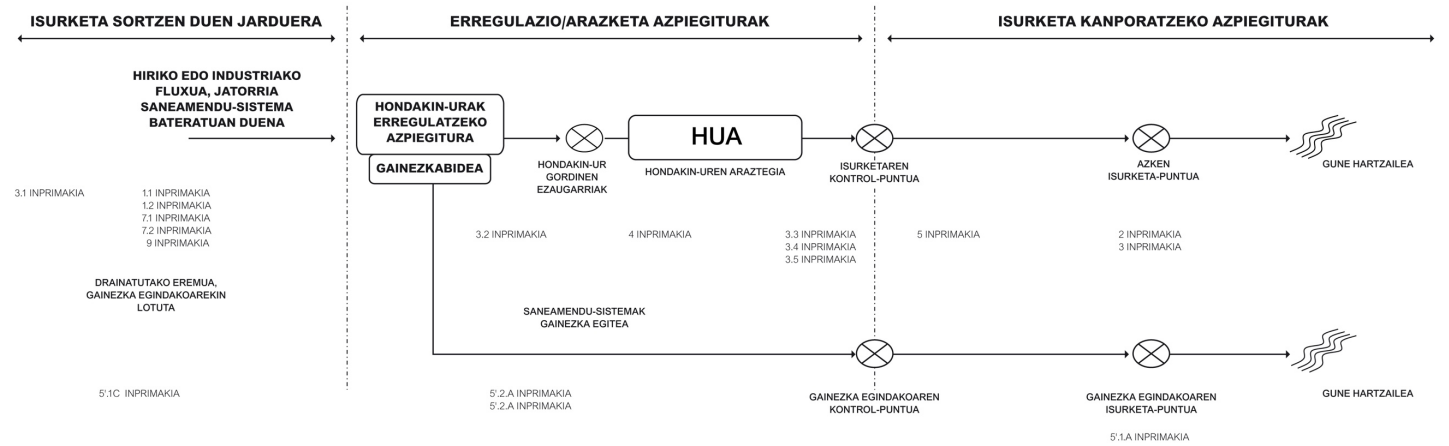 ISURKETA SORTZEN DUEN JARDUERA
ERREGULAZIO/ARAZKETA AZPIEGITURAK
ISURKETA KANPORATZEKO AZPIEGITURAK
HIRIKO EDO INDUSTRIAKO
FLUXUA, JATORRIA
SANEAMENDU-SISTEMA
BATERATUAN DUENA
HONDAKIN-URAK
ERREGULATZEKO
AZPIEGITURA
GAINEZKABIDEA
HONDAKIN-UR
GORDINEN
EZAUGARRIAK
HUA
HONDAKIN-UREN ARAZTEGIA
ISURKETAREN
KONTROL-PUNTUA
AZKEN
ISURKETA-PUNTUA
GUNE HARTZAILEA
3.1 INPRIMAKIA
1.1 INPRIMAKIA
1.2 INPRIMAKIA
7.1 INPRIMAKIA
7.2 INPRIMAKIA
9 INPRIMAKIA
3.2 INPRIMAKIA
4 INPRIMAKIA
3.3 INPRIMAKIA
3.4 INPRIMAKIA
3.5 INPRIMAKIA
5 INPRIMAKIA
2 INPRIMAKIA
3 INPRIMAKIA
DRAINATUTAKO EREMUA,
GAINEZKA EGINDAKOAREKIN
LOTUTA
SANEAMENDU-SISTEMAK
GAINEZKA EGITEA
5'.1C INPRIMAKIA
5'.2.A INPRIMAKIA
5'.2.A INPRIMAKIA
GAINEZKA EGINDAKOAREN
KONTROL-PUNTUA
GAINEZKA EGINDAKOAREN
ISURKETA-PUNTUA
GUNE HARTZAILEA
5'.1.A INPRIMAKIA